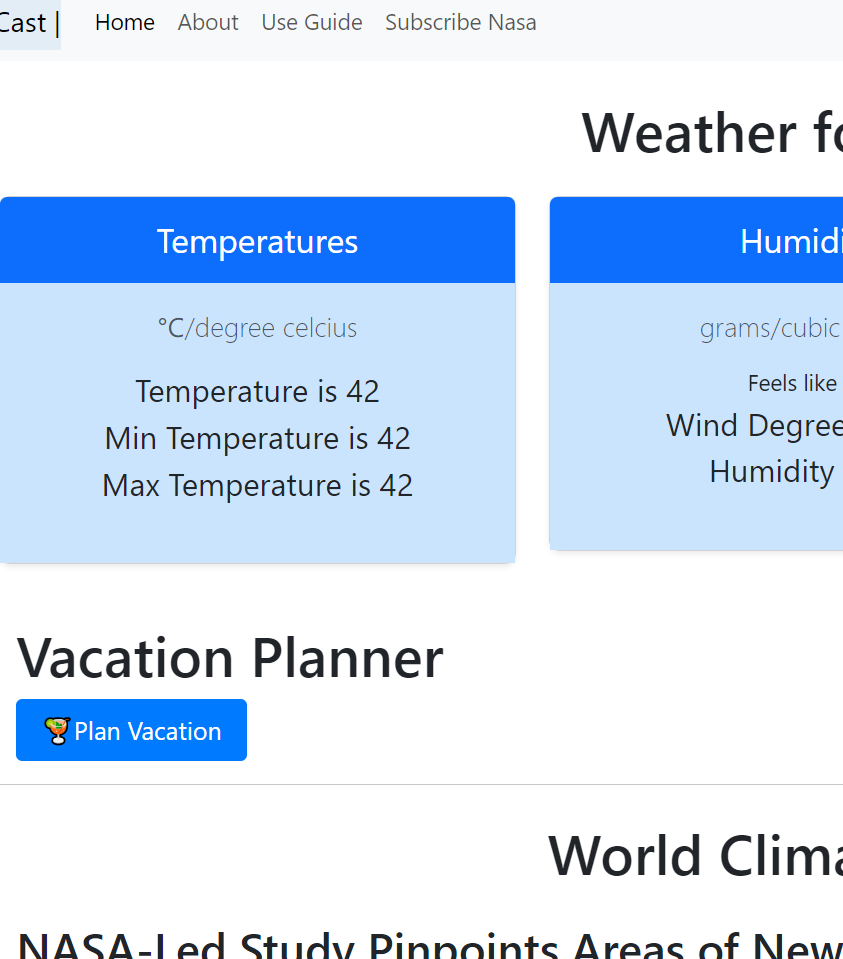 Cast | Home About Use Guide Subscribe Nasa
Weather fo
Temperatures
°C/degree celcius
Temperature is 42
Min Temperature is 42
Max Temperature is 42
Humidi
grams/cubic
Feels like
Wind Degree
Humidity
Vacation Planner
Plan Vacation
World Clima
NASA-Led Study Pinpoints Areas of New